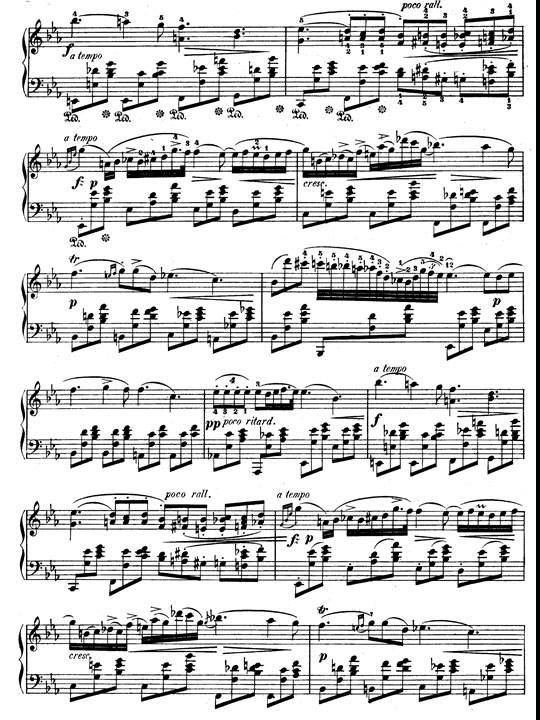 poco rall.
f a tempo
Ped. Ped. Ped. Ped. Ped. Ped.
a tempo
f: p cresc.
Ped.
tr
p
a tempo
pp poco ritard. f
poco rall. a tempo
f: p
tr
cresc. p